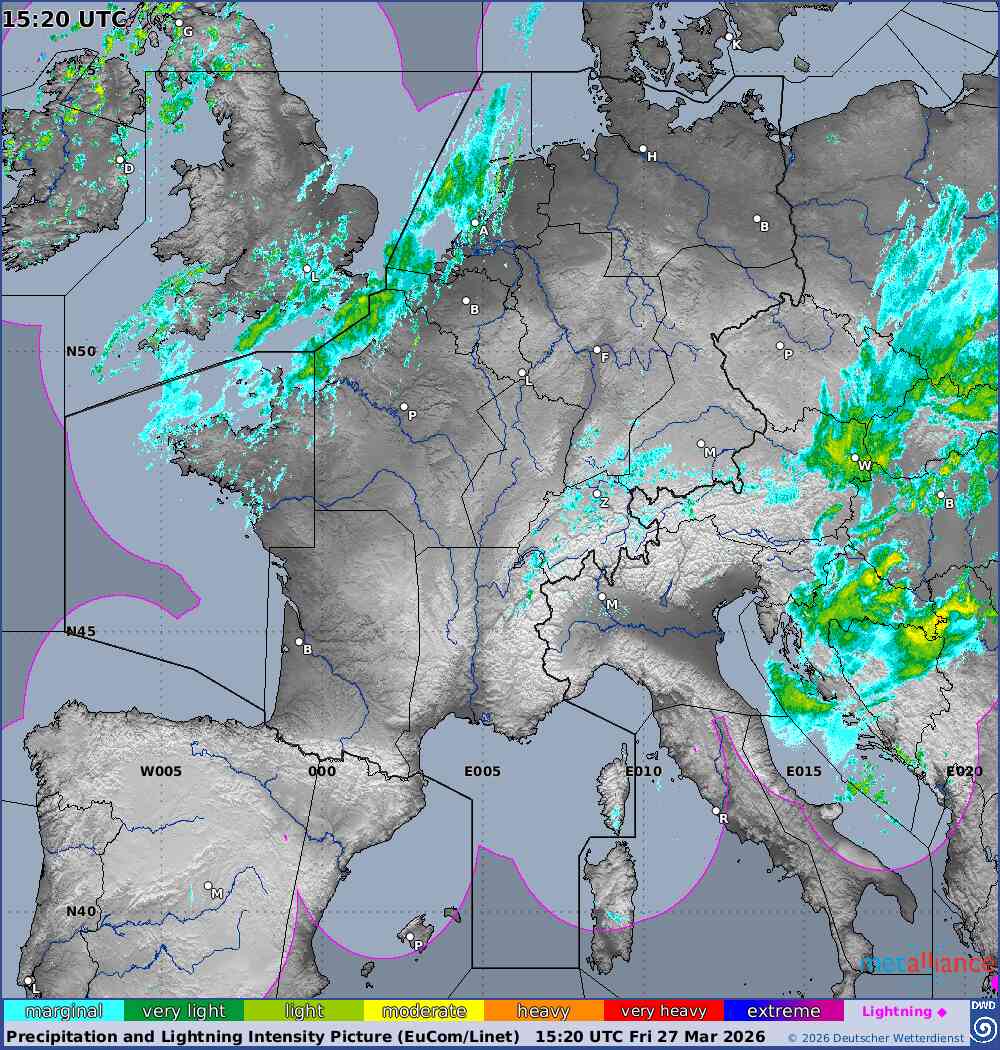 15:20 UTC
G
K
D
H
B
A
L
B
N50
P
F
L
P
M
W
Z
B
M
N45
B
W005
000
E005
E010
E015
E020
R
M
N40
P
L
metalliance
marginal very light light moderate heavy very heavy extreme Lightning ◆ DWD
Precipitation and Lightning Intensity Picture (EuCom/Linet) 15:20 UTC Fri 27 Mar 2026 © 2026 Deutscher Wetterdienst